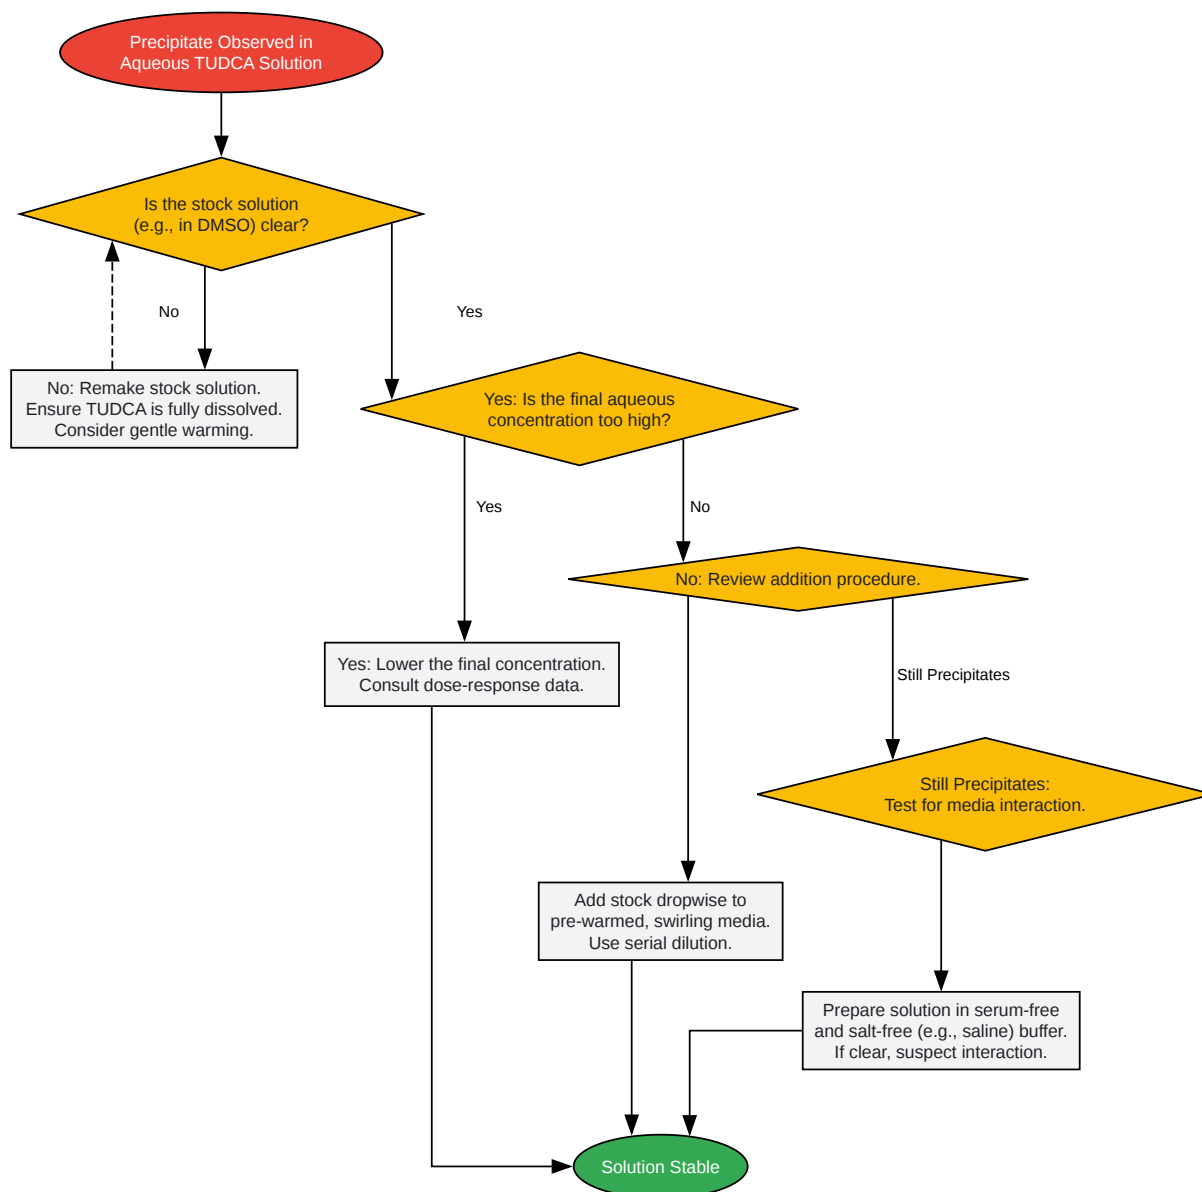 Precipitate Observed in
Aqueous TUDCA Solution
Is the stock solution
(e.g., in DMSO) clear?
No
Yes
No: Remake stock solution.
Ensure TUDCA is fully dissolved.
Consider gentle warming.
Yes: Is the final aqueous
concentration too high?
Yes
No
No: Review addition procedure.
Yes: Lower the final concentration.
Consult dose-response data.
Still Precipitates
Still Precipitates:
Test for media interaction.
Add stock dropwise to
pre-warmed, swirling media.
Use serial dilution.
Prepare solution in serum-free
and salt-free (e.g., saline) buffer.
If clear, suspect interaction.
Solution Stable